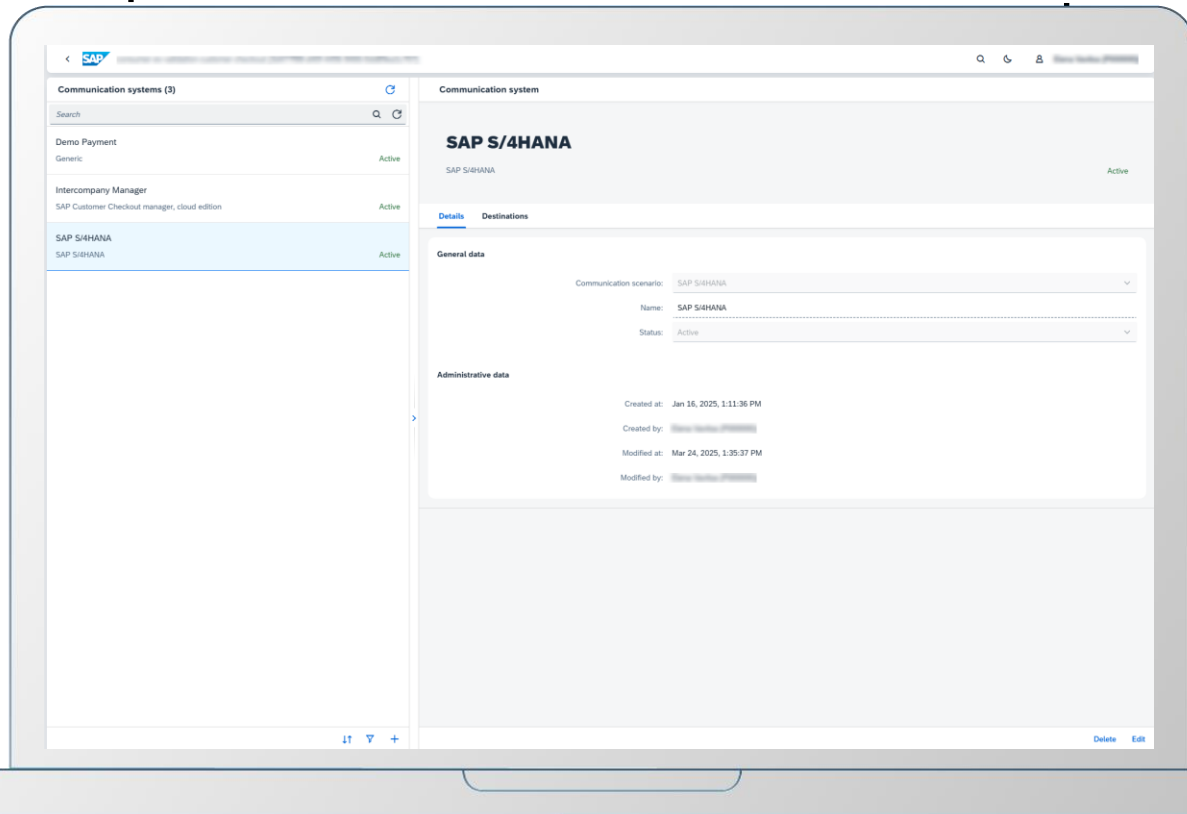 SAP
Communication systems (3)
Search
Demo Payment
Generic Active
Intercompany Manager
SAP Customer Checkout manager, cloud edition Active
SAP S/4HANA
SAP S/4HANA Active
Communication system
SAP S/4HANA
SAP S/4HANA Active
Details Destinations
General data
Communication scenario: SAP S/4HANA
Name: SAP S/4HANA
Status: Active
Administrative data
Created at: Jan 16, 2025, 1:11:36 PM
Created by:
Modified at: Mar 24, 2025, 1:35:37 PM
Modified by:
Delete Edit